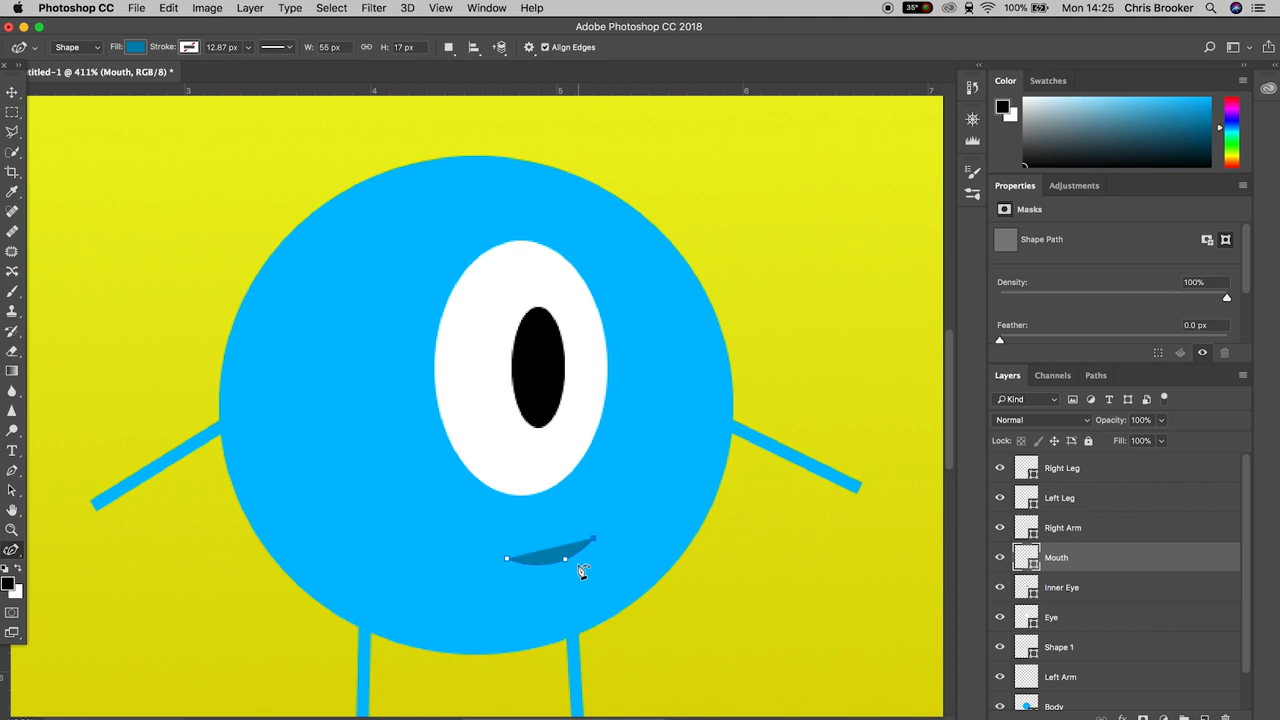 Photoshop CC File Edit Image Layer Type Select Filter 3D View Window Help 35° 100% Mon 14:25 Chris Brooker
Adobe Photoshop CC 2018
Shape Fill: Stroke: 12.87 px W: 55 px H: 17 px Align Edges
titled-1 @ 411% (Mouth, RGB/8) *
3 4 5 6 7
Color Swatches
Properties Adjustments
Masks
Shape Path
Density: 100%
Feather: 0.0 px
Layers Channels Paths
Kind
Normal Opacity: 100%
Lock: Fill: 100%
Right Leg
Left Leg
Right Arm
Mouth
Inner Eye
Eye
Shape 1
Left Arm
Body